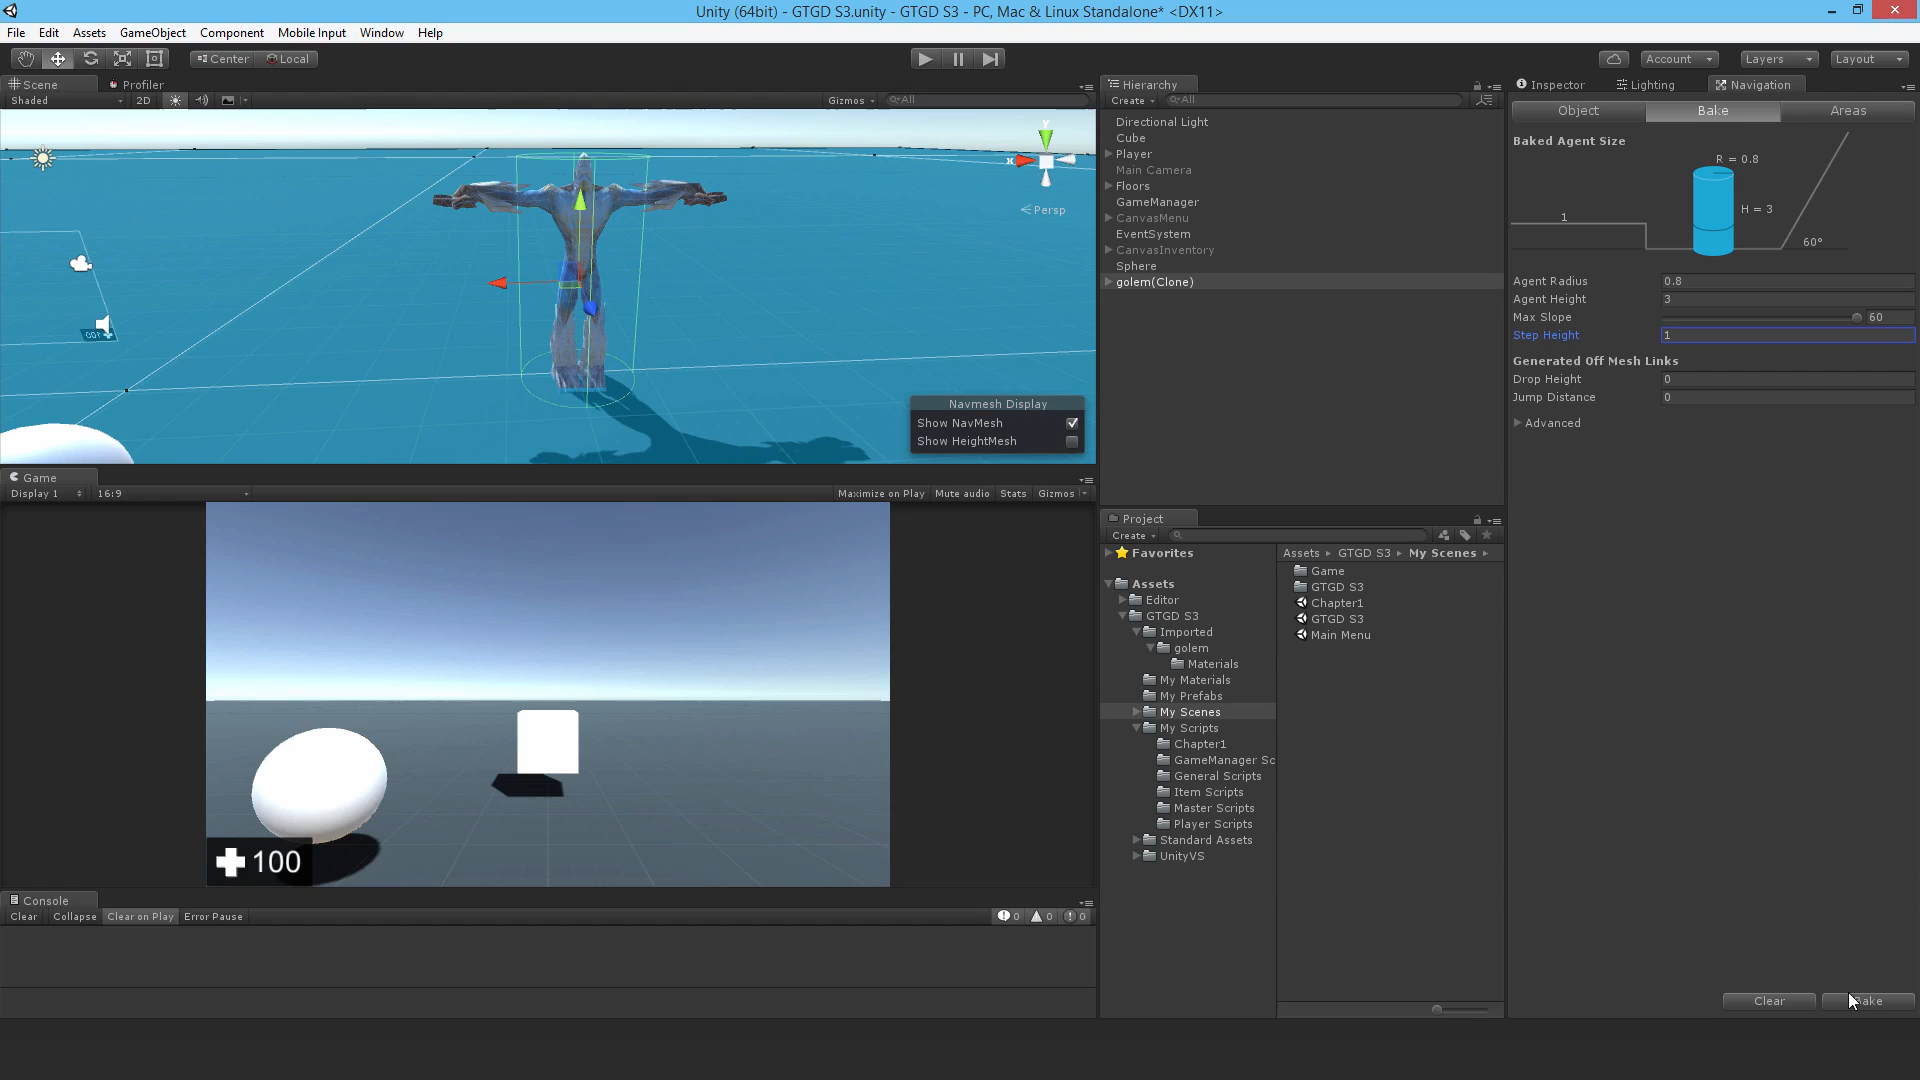 Unity (64bit) - GTGD S3.unity - GTGD S3 - PC, Mac & Linux Standalone* <DX11>
File Edit Assets GameObject Component Mobile Input Window Help
Center Local Account Layers Layout
Scene Profiler
Shaded 2D Gizmos All
y
x
Persp
Navmesh Display
Show NavMesh
Show HeightMesh
Game
Display 1 16:9 Maximize on Play Mute audio Stats Gizmos
100
Console
Clear Collapse Clear on Play Error Pause 0 0 0
Hierarchy
Create All
Directional Light
Cube
Player
Main Camera
Floors
GameManager
CanvasMenu
EventSystem
CanvasInventory
Sphere
golem(Clone)
Project
Create
Favorites
Assets
Editor
GTGD S3
Imported
golem
Materials
My Materials
My Prefabs
My Scenes
My Scripts
Chapter1
GameManager Sc
General Scripts
Item Scripts
Master Scripts
Player Scripts
Standard Assets
UnityVS
Assets GTGD S3 My Scenes
Game
GTGD S3
Chapter1
GTGD S3
Main Menu
Inspector Lighting Navigation
Object Bake Areas
Baked Agent Size
R = 0.8
1
H = 3
60°
Agent Radius 0.8
Agent Height 3
Max Slope 60
Step Height 1
Generated Off Mesh Links
Drop Height 0
Jump Distance 0
Advanced
Clear Bake